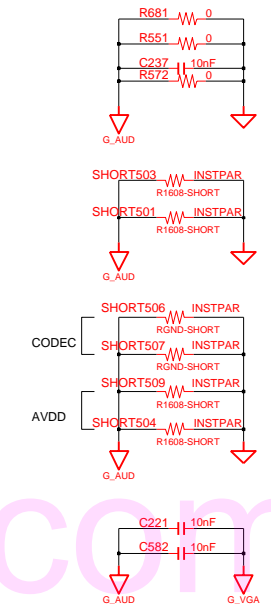 R681 0
R551 0
C237 10nF
R572 0
G_AUD
SHORT503 INSTPAR
R1608-SHORT
SHORT501 INSTPAR
R1608-SHORT
G_AUD
SHORT506 INSTPAR
RGND-SHORT
CODEC
SHORT507 INSTPAR
RGND-SHORT
SHORT509 INSTPAR
R1608-SHORT
AVDD
SHORT504 INSTPAR
R1608-SHORT
G_AUD
com
C221 10nF
C582 10nF
G_AUD G_VGA